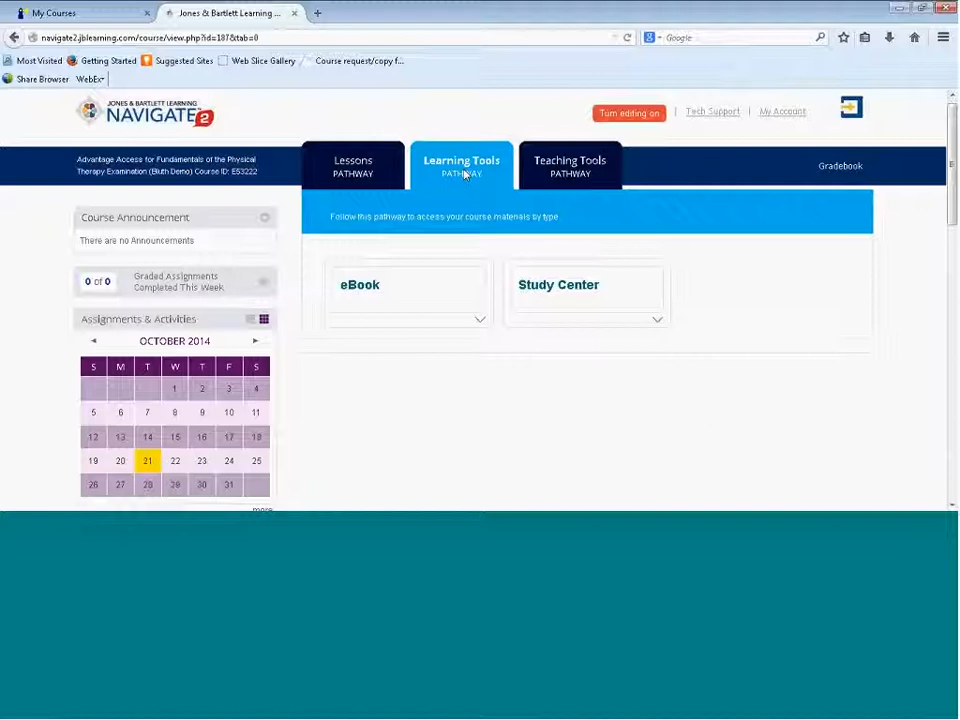 My Courses
Jones & Bartlett Learning ...
navigate2.jblearning.com/course/view.php?id=187&tab=0
Google
Most Visited
Getting Started
Suggested Sites
Web Slice Gallery
Course request/copy f...
Share Browser
WebEx
JONES & BARTLETT LEARNING
NAVIGATE 2
Turn editing on
Tech Support
My Account
Advantage Access for Fundamentals of the Physical
Therapy Examination (Bluth Demo) Course ID: E53222
Lessons
PATHWAY
Learning Tools
PATHWAY
Teaching Tools
PATHWAY
Gradebook
Follow this pathway to access your course materials by type.
Course Announcement
There are no Announcements
0 of 0
Graded Assignments
Completed This Week
eBook
Study Center
Assignments & Activities
OCTOBER 2014
S M T W T F S
1 2 3 4
5 6 7 8 9 10 11
12 13 14 15 16 17 18
19 20 21 22 23 24 25
26 27 28 29 30 31
more